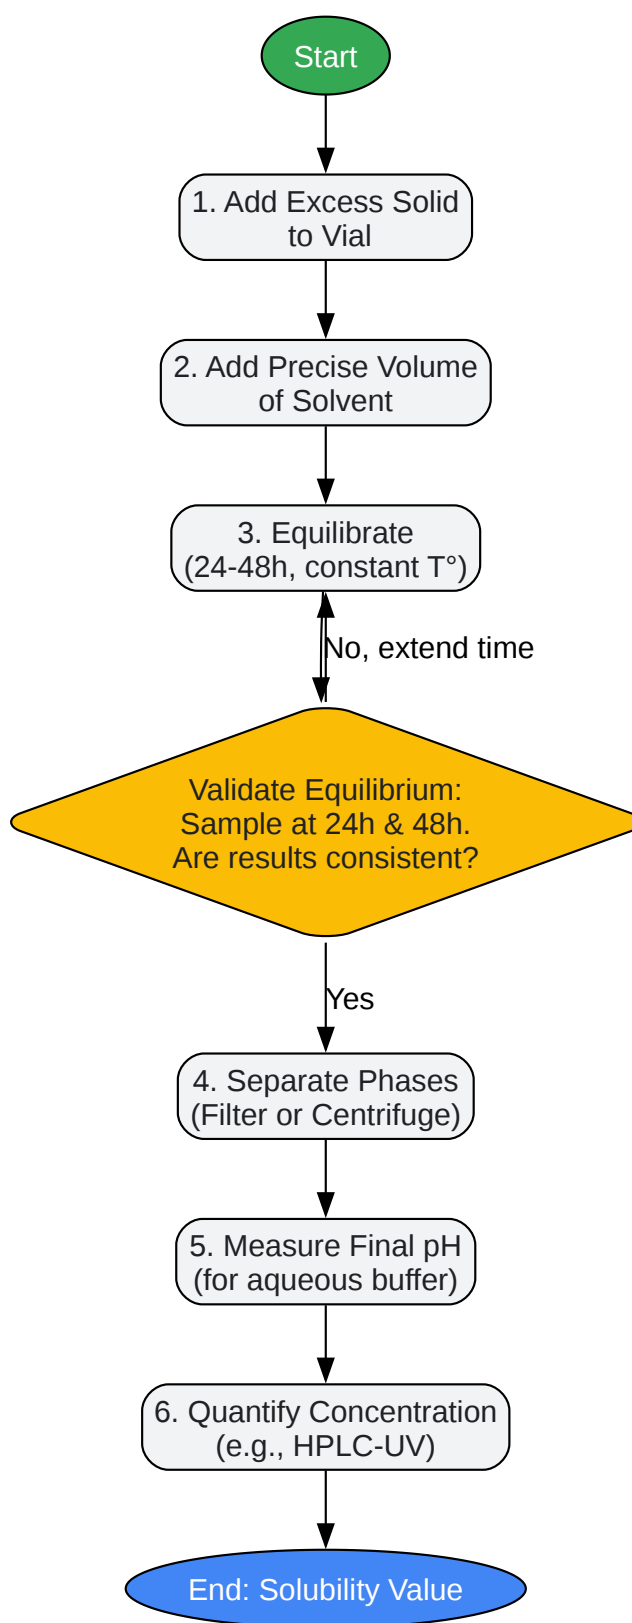 Start
1. Add Excess Solid
to Vial
2. Add Precise Volume
of Solvent
3. Equilibrate
(24-48h, constant T°)
No, extend time
Validate Equilibrium:
Sample at 24h & 48h.
Are results consistent?
Yes
4. Separate Phases
(Filter or Centrifuge)
5. Measure Final pH
(for aqueous buffer)
6. Quantify Concentration
(e.g., HPLC-UV)
End: Solubility Value